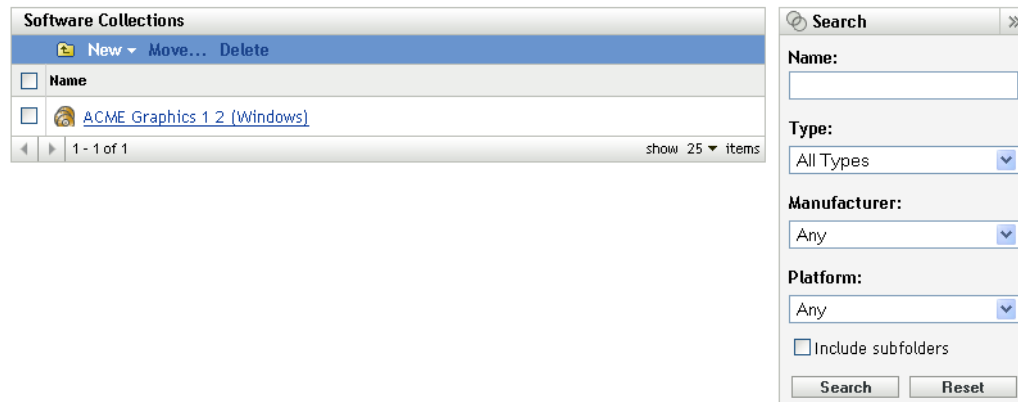 Software Collections
New Move... Delete
Name
ACME Graphics 1 2 (Windows)
1 - 1 of 1 show 25 items
Search
Name:
Type:
All Types
Manufacturer:
Any
Platform:
Any
Include subfolders
Search Reset